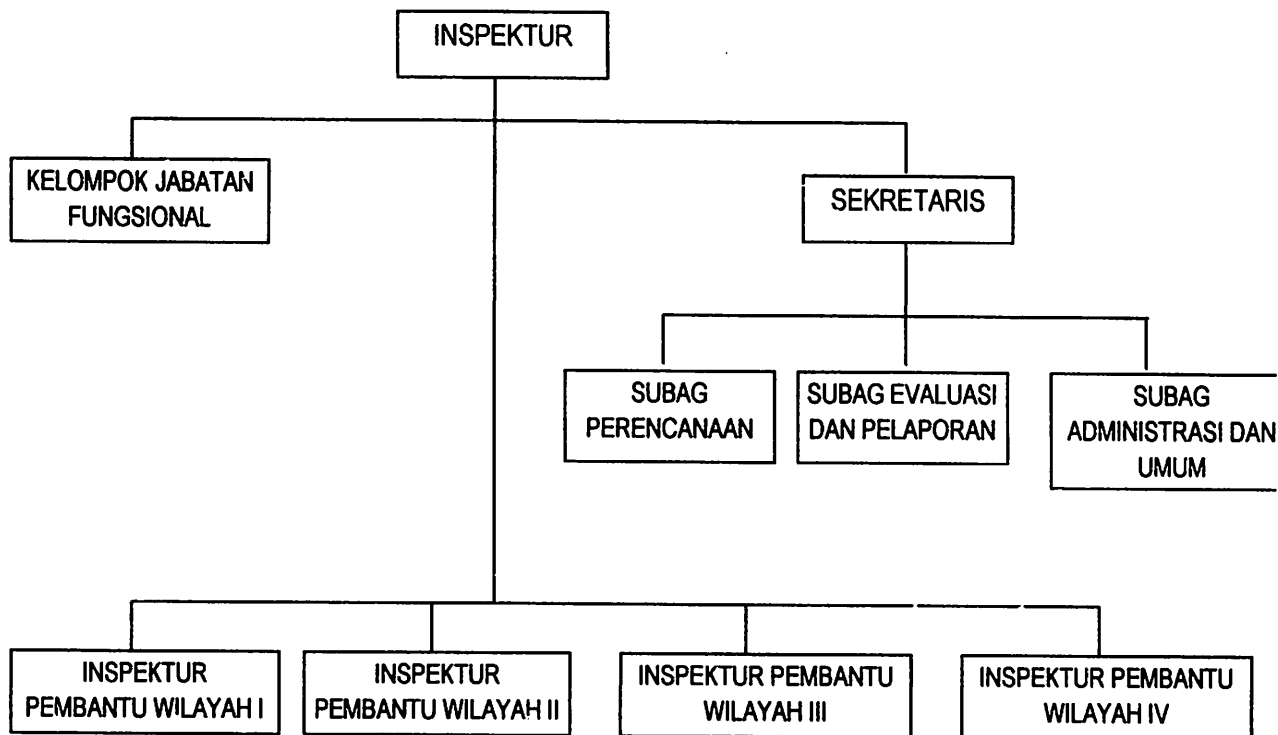 INSPEKTUR
KELOMPOK JABATAN
FUNGSIONAL
SEKRETARIS
SUBAG
PERENCANAAN
SUBAG EVALUASI
DAN PELAPORAN
SUBAG
ADMINISTRASI DAN
UMUM
INSPEKTUR
PEMBANTU WILAYAH I
INSPEKTUR
PEMBANTU WILAYAH II
INSPEKTUR PEMBANTU
WILAYAH III
INSPEKTUR PEMBANTU
WILAYAH IV